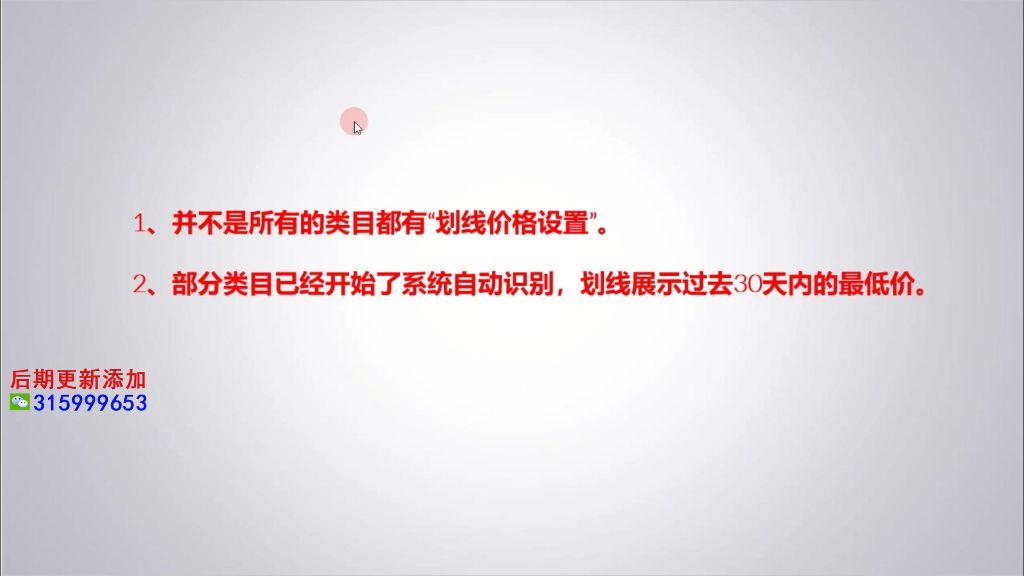 1、并不是所有的类目都有“划线价格设置”。
2、部分类目已经开始了系统自动识别，划线展示过去30天内的最低价。
后期更新添加
315999653